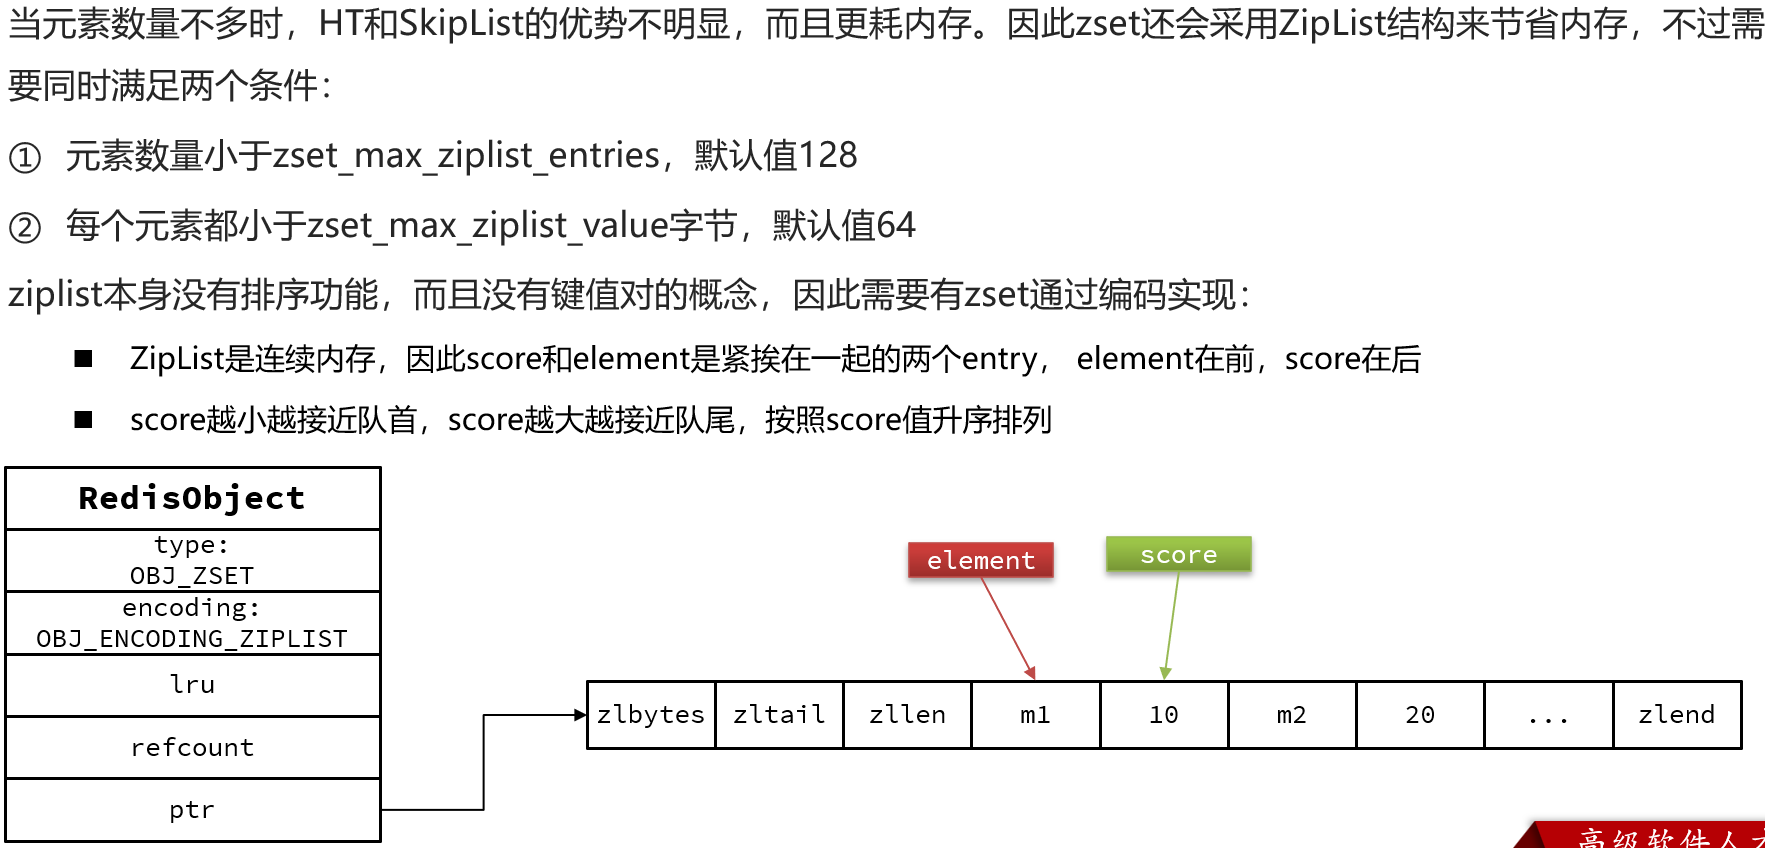 当元素数量不多时，HT和SkipList的优势不明显，而且更耗内存。因此zset还会采用ZipList结构来节省内存，不过需
要同时满足两个条件：
① 元素数量小于zset_max_ziplist_entries，默认值128
② 每个元素都小于zset_max_ziplist_value字节，默认值64
ziplist本身没有排序功能，而且没有键值对的概念，因此需要有zset通过编码实现：
■ ZipList是连续内存，因此score和element是紧挨在一起的两个entry， element在前，score在后
■ score越小越接近队首，score越大越接近队尾，按照score值升序排列
RedisObject
type:
OBJ_ZSET
encoding:
OBJ_ENCODING_ZIPLIST
lru
refcount
ptr
element
score
zlbytes zltail zllen m1 10 m2 20 ... zlend
高级软件人